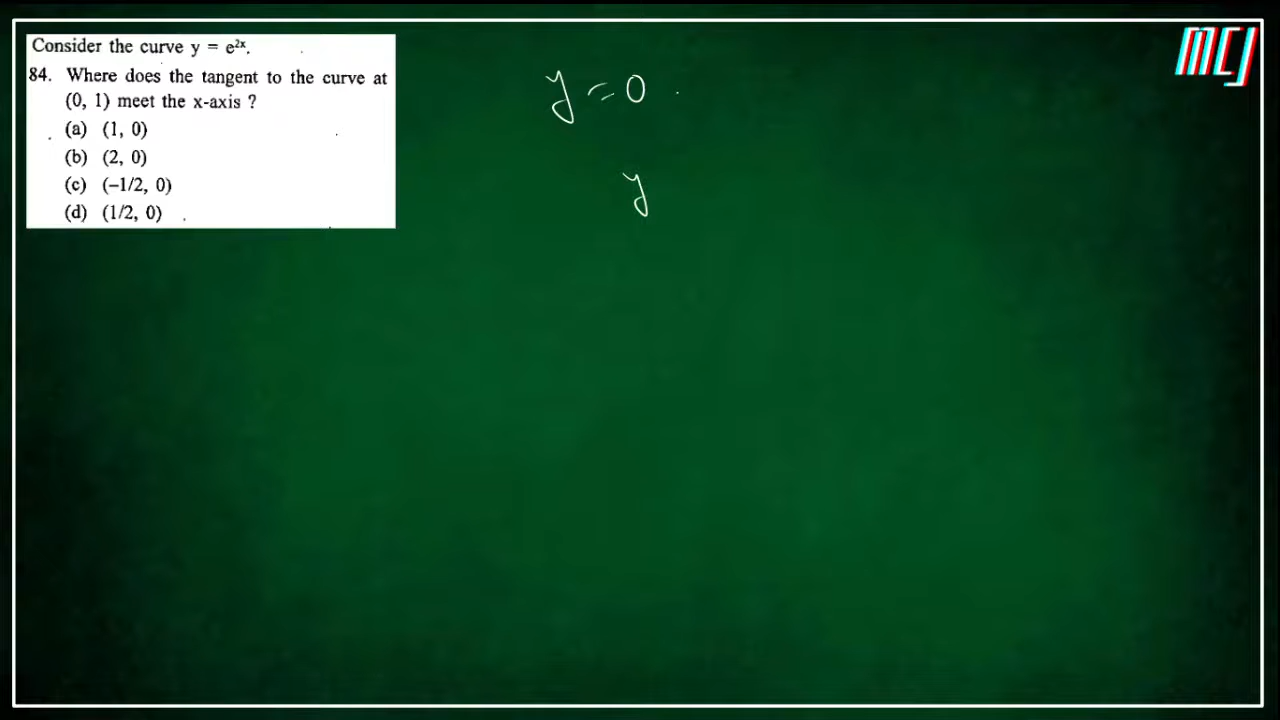 Consider the curve y = e²ˣ.
84. Where does the tangent to the curve at
(0, 1) meet the x-axis ?
(a) (1, 0)
(b) (2, 0)
(c) (–1/2, 0)
(d) (1/2, 0)
y = 0
y
MCJ